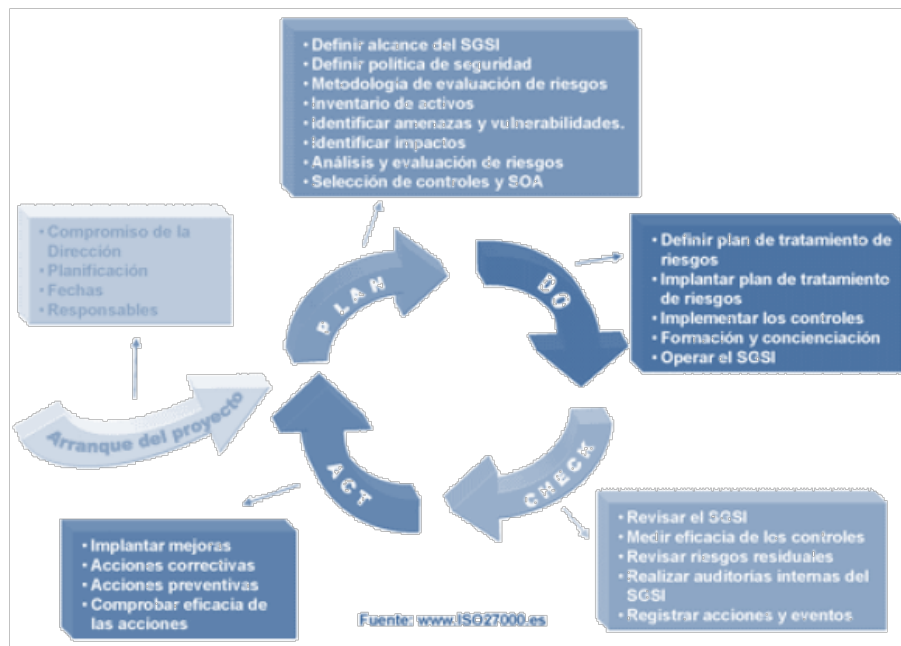 • Definir alcance del SGSI
• Definir política de seguridad
• Metodología de evaluación de riesgos
• Inventario de activos
• Identificar amenazas y vulnerabilidades.
• Identificar impactos
• Análisis y evaluación de riesgos
• Selección de controles y SOA
• Compromiso de la
Dirección
• Planificación
• Fechas
• Responsables
• Definir plan de tratamiento de
riesgos
• Implantar plan de tratamiento
de riesgos
• Implementar los controles
• Formación y concienciación
• Operar el SGSI
PLAN
DO
Arranque del proyecto
ACT
CHECK
• Implantar mejoras
• Acciones correctivas
• Acciones preventivas
• Comprobar eficacia de
las acciones
• Revisar el SGSI
• Medir eficacia de los controles
• Revisar riesgos residuales
• Realizar auditorías internas del
SGSI
• Registrar acciones y eventos
Fuente: www.ISO27000.es